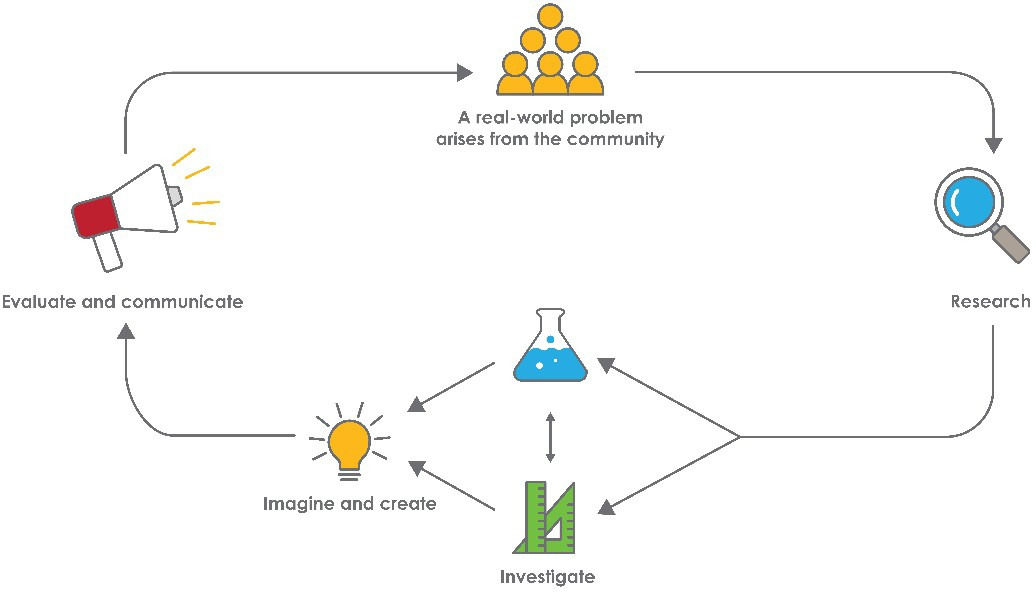 A real-world problem
arises from the community
Evaluate and communicate
Research
Imagine and create
Investigate